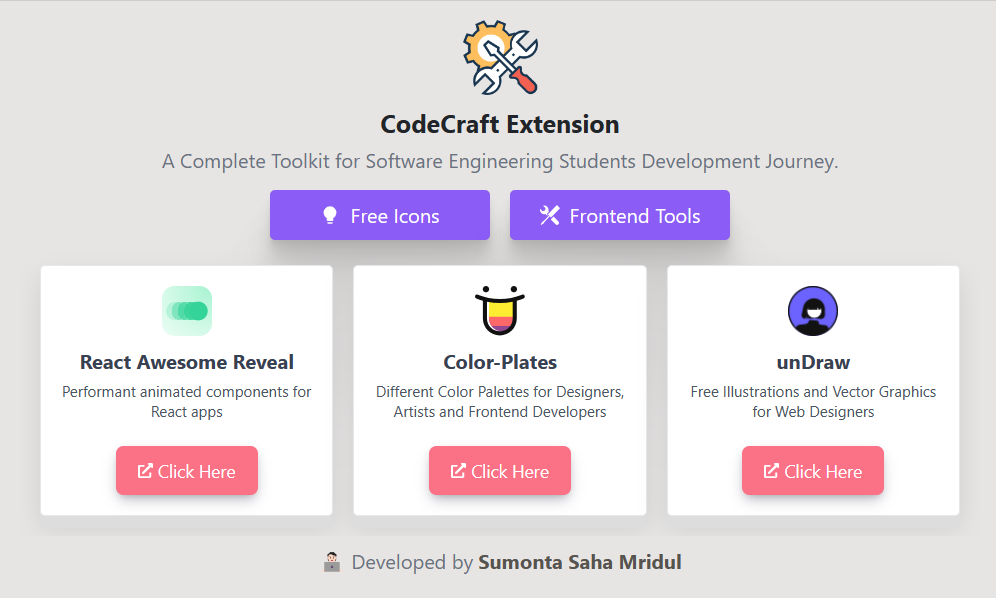 CodeCraft Extension
A Complete Toolkit for Software Engineering Students Development Journey.
Free Icons
Frontend Tools
React Awesome Reveal
Performant animated components for
React apps
Click Here
Color-Plates
Different Color Palettes for Designers,
Artists and Frontend Developers
Click Here
unDraw
Free Illustrations and Vector Graphics
for Web Designers
Click Here
Developed by Sumonta Saha Mridul